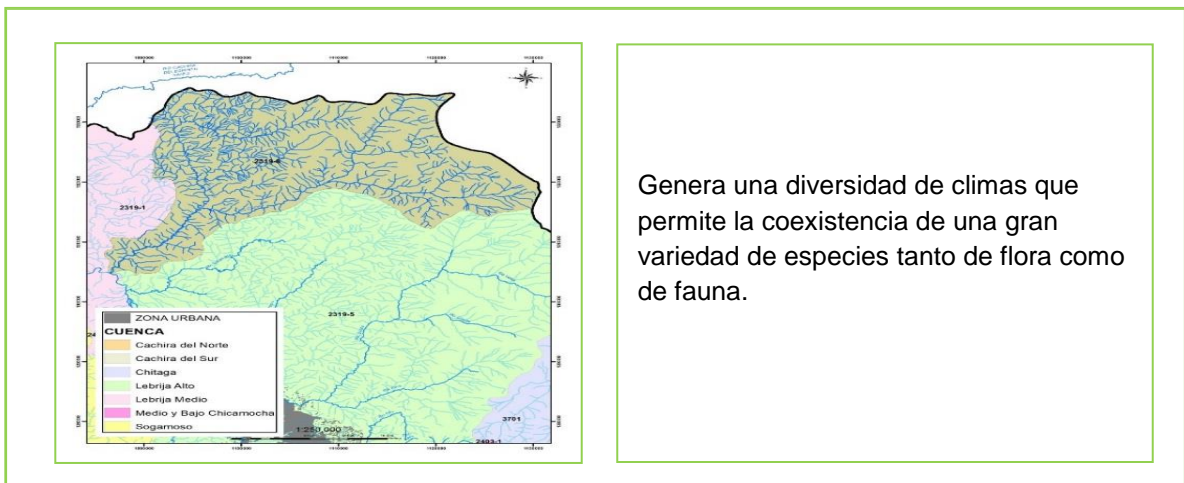 2319-6
2319-1
2319-5
ZONA URBANA
CUENCA
Cachira del Norte
Cachira del Sur
Chitaga
Lebrija Alto
Lebrija Medio
Medio y Bajo Chicamocha
Sogamoso
1:250,000
3701
2403-1
Genera una diversidad de climas que
permite la coexistencia de una gran
variedad de especies tanto de flora como
de fauna.